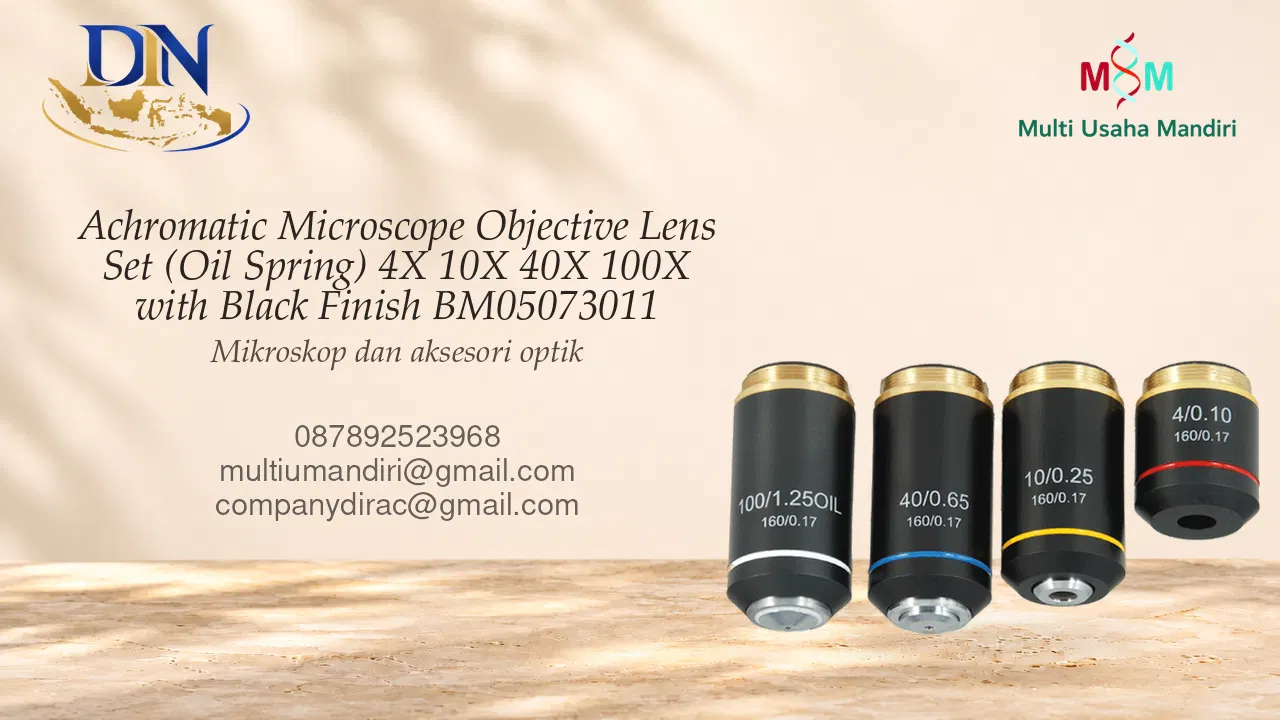 DIN
M M
Multi Usaha Mandiri
Achromatic Microscope Objective Lens
Set (Oil Spring) 4X 10X 40X 100X
with Black Finish BM05073011
Mikroskop dan aksesori optik
087892523968
multiumandiri@gmail.com
companydirac@gmail.com
100/1.25OIL
160/0.17
40/0.65
160/0.17
10/0.25
160/0.17
4/0.10
160/0.17